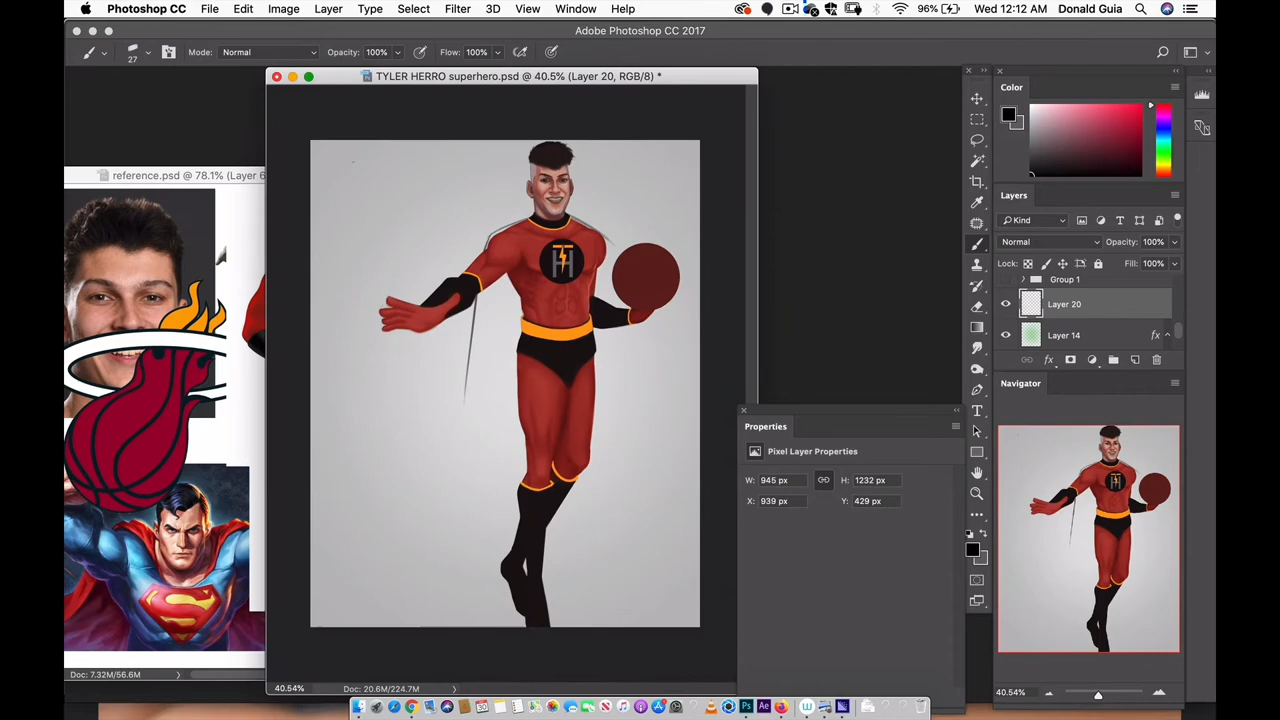 Photoshop CC File Edit Image Layer Type Select Filter 3D View Window Help 96% Wed 12:12 AM Donald Guia
Adobe Photoshop CC 2017
27 Mode: Normal Opacity: 100% Flow: 100%
TYLER HERRO superhero.psd @ 40.5% (Layer 20, RGB/8) *
reference.psd @ 78.1% (Layer 6
Color
Layers
Kind
Normal Opacity: 100%
Lock: Fill: 100%
Group 1
Layer 20
Layer 14 fx
fx
Navigator
Properties
Pixel Layer Properties
W: 945 px H: 1232 px
X: 939 px Y: 429 px
Doc: 7.32M/56.6M
40.54% Doc: 20.6M/224.7M
40.54%